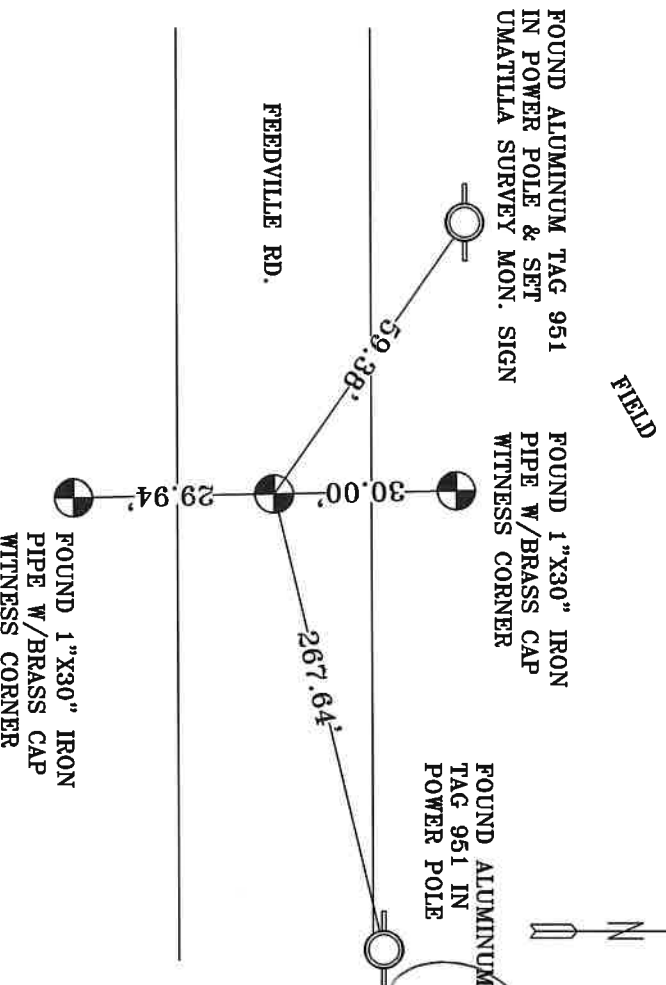 FIELD
FOUND ALUMINUM TAG 951
IN POWER POLE & SET
UMATILLA SURVEY MON. SIGN
FOUND 1"X30" IRON
PIPE W/BRASS CAP
WITNESS CORNER
FOUND ALUMINUM
TAG 951 IN
POWER POLE
N
59.38'
30.00'
FEEDVILLE RD.
267.64'
29.94'
FOUND 1"X30" IRON
PIPE W/BRASS CAP
WITNESS CORNER